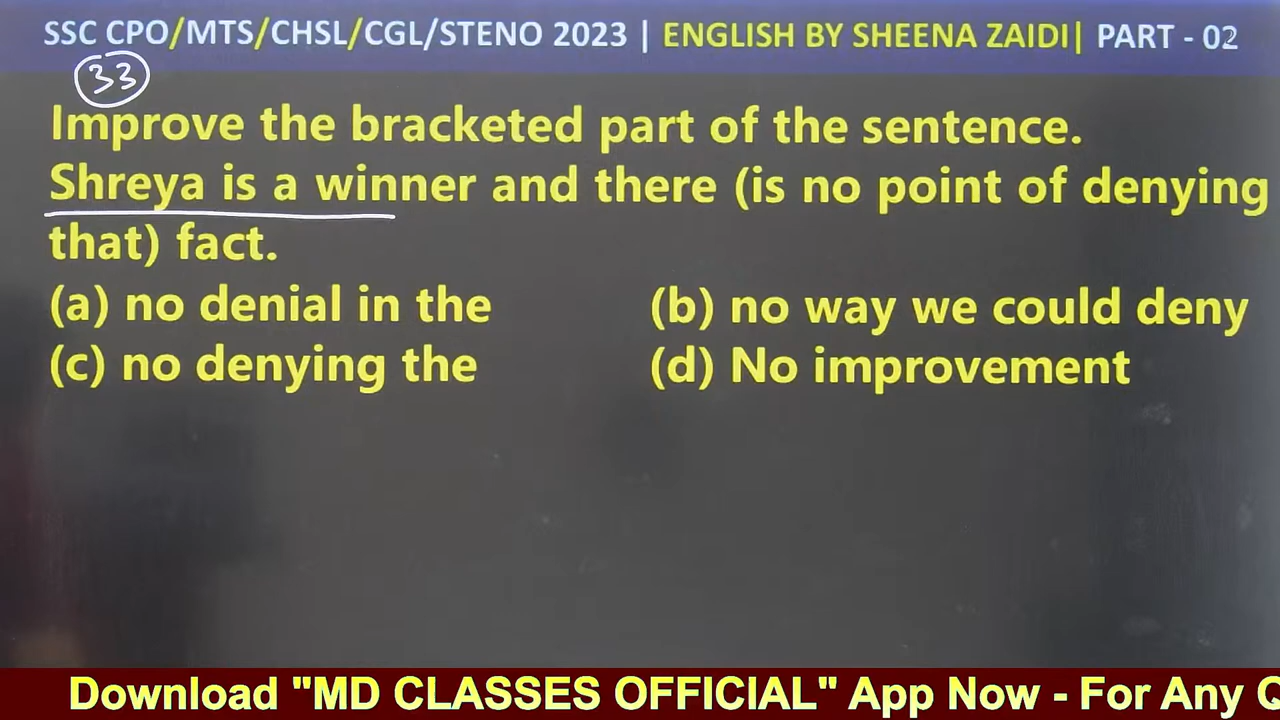 SSC CPO/MTS/CHSL/CGL/STENO 2023 | ENGLISH BY SHEENA ZAIDI| PART - 02
33
Improve the bracketed part of the sentence.
Shreya is a winner and there (is no point of denying
that) fact.
(a) no denial in the (b) no way we could deny
(c) no denying the (d) No improvement
Download "MD CLASSES OFFICIAL" App Now - For Any Q